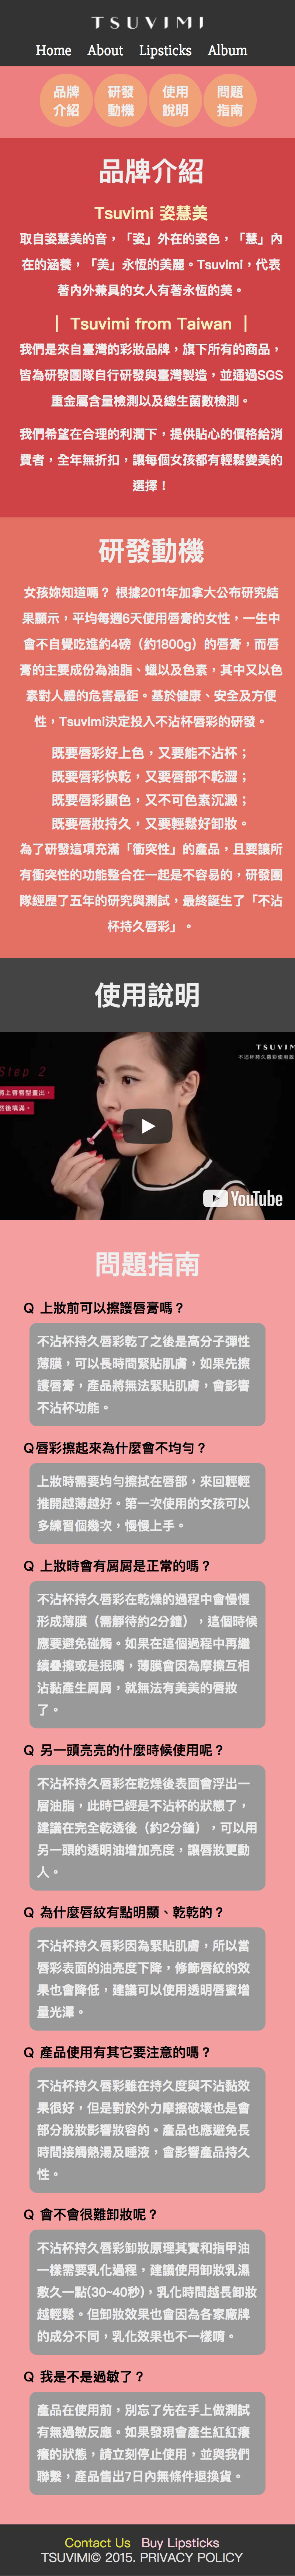 TSUVIMI
Home About Lipsticks Album
品牌 研發 使用 問題
介紹 動機 說明 指南
品牌介紹
Tsuvimi 姿慧美
取自姿慧美的音,「姿」外在的姿色,「慧」內
在的涵養,「美」永恆的美麗。Tsuvimi,代表
著內外兼具的女人有著永恆的美。
| Tsuvimi from Taiwan |
我們是來自臺灣的彩妝品牌,旗下所有的商品,
皆為研發團隊自行研發與臺灣製造,並通過SGS
重金屬含量檢測以及總生菌數檢測。
我們希望在合理的利潤下,提供貼心的價格給消
費者,全年無折扣,讓每個女孩都有輕鬆變美的
選擇!
研發動機
女孩妳知道嗎? 根據2011年加拿大公布研究結
果顯示,平均每週6天使用唇膏的女性,一生中
會不自覺吃進約4磅(約1800g)的唇膏,而唇
膏的主要成份為油脂、蠟以及色素,其中又以色
素對人體的危害最鉅。基於健康、安全及方便
性,Tsuvimi決定投入不沾杯唇彩的研發。
既要唇彩好上色,又要能不沾杯;
既要唇彩快乾,又要唇部不乾澀;
既要唇彩顯色,又不可色素沉澱;
既要唇妝持久,又要輕鬆好卸妝。
為了研發這項充滿「衝突性」的產品,且要讓所
有衝突性的功能整合在一起是不容易的,研發團
隊經歷了五年的研究與測試,最終誕生了「不沾
杯持久唇彩」。
使用說明
TSUVIM
不沾杯持久唇彩使用說
Step 2
將上唇唇型畫出,
然後填滿。
YouTube
問題指南
Q 上妝前可以擦護唇膏嗎?
不沾杯持久唇彩乾了之後是高分子彈性
薄膜,可以長時間緊貼肌膚,如果先擦
護唇膏,產品將無法緊貼肌膚,會影響
不沾杯功能。
Q唇彩擦起來為什麼會不均勻?
上妝時需要均勻擦拭在唇部,來回輕輕
推開越薄越好。第一次使用的女孩可以
多練習個幾次,慢慢上手。
Q 上妝時會有屑屑是正常的嗎?
不沾杯持久唇彩在乾燥的過程中會慢慢
形成薄膜(需靜待約2分鐘),這個時候
應要避免碰觸。如果在這個過程中再繼
續疊擦或是抿嘴,薄膜會因為摩擦互相
沾黏產生屑屑,就無法有美美的唇妝
了。
Q 另一頭亮亮的什麼時候使用呢?
不沾杯持久唇彩在乾燥後表面會浮出一
層油脂,此時已經是不沾杯的狀態了,
建議在完全乾透後(約2分鐘),可以用
另一頭的透明油增加亮度,讓唇妝更動
人。
Q 為什麼唇紋有點明顯、乾乾的?
不沾杯持久唇彩因為緊貼肌膚,所以當
唇彩表面的油亮度下降,修飾唇紋的效
果也會降低,建議可以使用透明唇蜜增
量光澤。
Q 產品使用有其它要注意的嗎?
不沾杯持久唇彩雖在持久度與不沾黏效
果很好,但是對於外力摩擦破壞也是會
部分脫妝影響妝容的。產品也應避免長
時間接觸熱湯及唾液,會影響產品持久
性。
Q 會不會很難卸妝呢?
不沾杯持久唇彩卸妝原理其實和指甲油
一樣需要乳化過程,建議使用卸妝乳濕
敷久一點(30~40秒),乳化時間越長卸妝
越輕鬆。但卸妝效果也會因為各家廠牌
的成分不同,乳化效果也不一樣唷。
Q 我是不是過敏了?
產品在使用前,別忘了先在手上做測試
有無過敏反應。如果發現會產生紅紅癢
癢的狀態,請立刻停止使用,並與我們
聯繫,產品售出7日內無條件退換貨。
Contact Us Buy Lipsticks
TSUVIMI© 2015. PRIVACY POLICY